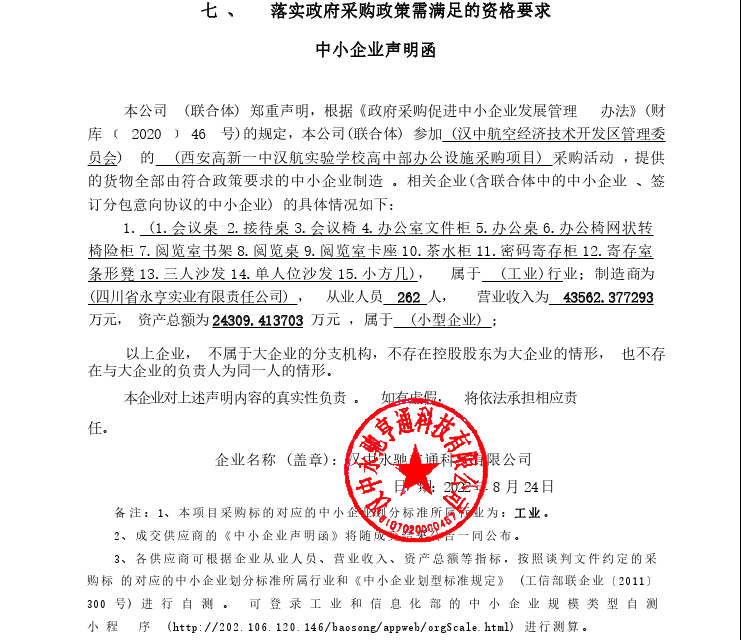 七 、 落实政府采购政策需满足的资格要求
中小企业声明函
本公司 (联合体) 郑重声明，根据《政府采购促进中小企业发展管理 办法》(财
库﹝ 2020 ﹞46 号)的规定，本公司(联合体) 参加 (汉中航空经济技术开发区管理委
员会) 的 (西安高新一中汉航实验学校高中部办公设施采购项目) 采购活动 ，提供
的货物全部由符合政策要求的中小企业制造 。相关企业(含联合体中的中小企业 、签
订分包意向协议的中小企业) 的具体情况如下:
1. (1.会议桌 2.接待桌 3.会议椅 4.办公室文件柜 5.办公桌 6.办公椅网状转
椅险柜 7.阅览室书架 8.阅览桌 9.阅览室卡座 10.茶水柜 11.密码寄存柜 12.寄存室
条形凳 13.三人沙发 14.单人位沙发 15.小方几)， 属于 (工业)行业；制造商为
(四川省永亨实业有限责任公司) ， 从业人员 262 人， 营业收入为 43562.377293
万元， 资产总额为 24309.413703 万元 ，属于 (小型企业) ；
以上企业， 不属于大企业的分支机构，不存在控股股东为大企业的情形， 也不存
在与大企业的负责人为同一人的情形。
本企业对上述声明内容的真实性负责 。 如有虚假， 将依法承担相应责
任。
企业名称 (盖章)：汉中永驰亨通科技有限公司
日 期：2022 年 8 月 24 日
汉中永驰亨通科技有限公司
备注：1、本项目采购标的对应的中小企业划分标准所属行业为：工业。
2、成交供应商的《中小企业声明函》将随成交结果公告一同公布。
3、各供应商可根据企业从业人员、营业收入、资产总额等指标，按照谈判文件约定的采
购标 的对应的中小企业划分标准所属行业和《中小企业划型标准规定》 (工信部联企业〔2011〕
300 号) 进 行 自 测 。 可 登 录 工 业 和 信 息 化 部 的 中 小 企 业 规 模 类 型 自 测
小 程 序 (http://202.106.120.146/baosong/appweb/orgScale.html) 进行测算。